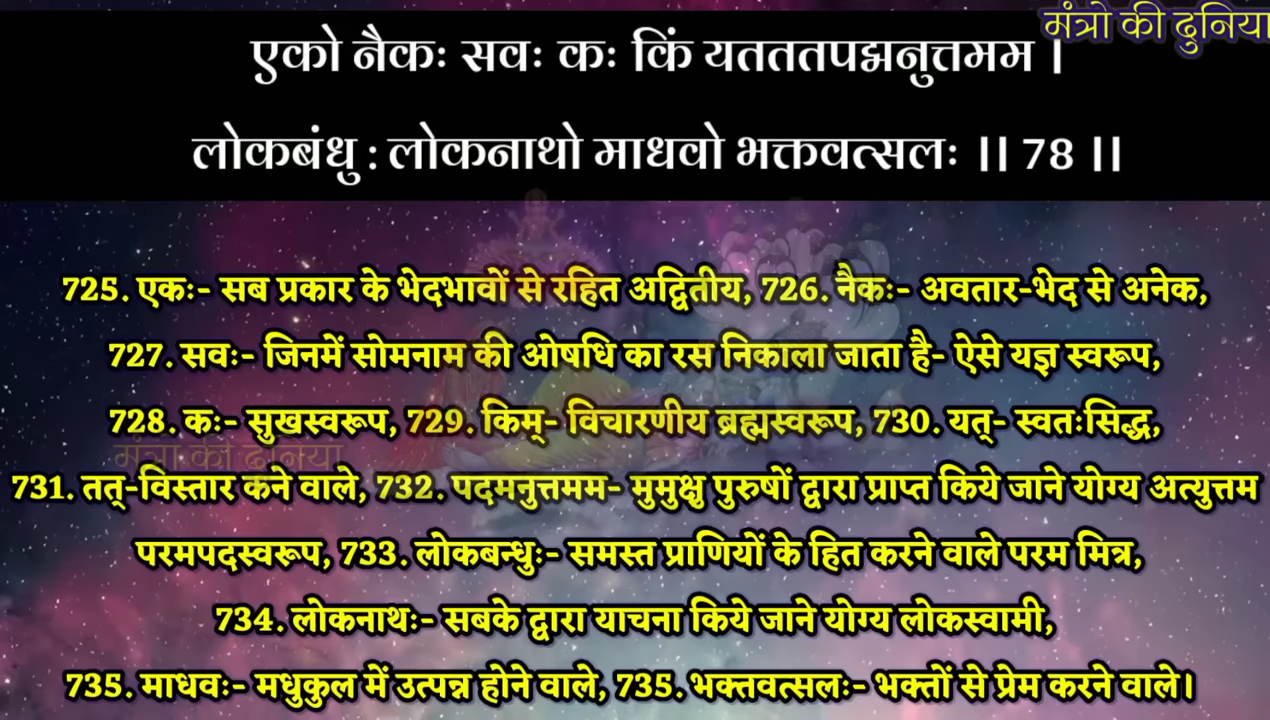 मंत्रो की दुनिया
एको नैकः सवः कः किं यतततपद्मनुत्तमम |
लोकबंधु : लोकनाथो माधवो भक्तवत्सलः || 78 ||
725. एकः- सब प्रकार के भेदभावों से रहित अद्वितीय, 726. नैकः- अवतार-भेद से अनेक,
727. सवः- जिनमें सोमनाम की ओषधि का रस निकाला जाता है- ऐसे यज्ञ स्वरूप,
728. कः- सुखस्वरूप, 729. किम्- विचारणीय ब्रह्मस्वरूप, 730. यत्- स्वतःसिद्ध,
मंत्रो की दुनिया
731. तत्-विस्तार कने वाले, 732. पदमनुत्तमम- मुमुक्षु पुरुषों द्वारा प्राप्त किये जाने योग्य अत्युत्तम
परमपदस्वरूप, 733. लोकबन्धुः- समस्त प्राणियों के हित करने वाले परम मित्र,
734. लोकनाथः- सबके द्वारा याचना किये जाने योग्य लोकस्वामी,
735. माधवः- मधुकुल में उत्पन्न होने वाले, 735. भक्तवत्सलः- भक्तों से प्रेम करने वाले।